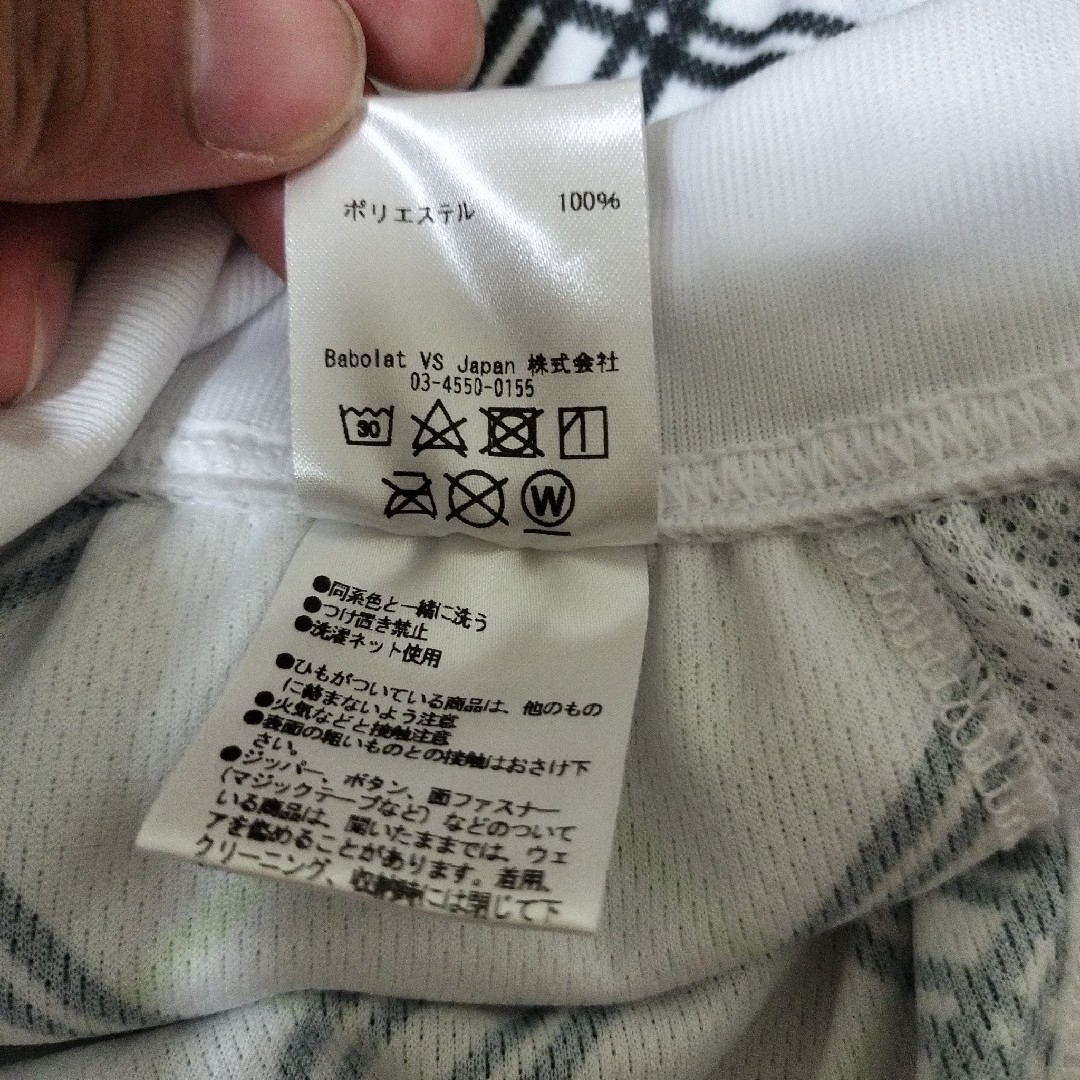 ポリエステル 100%
Babolat VS Japan 株式会社
03-4550-0155
30
W
●同系色と一緒に洗う
●つけ置き禁止
●洗濯ネット使用
●ひもがついている商品は、他のもの
に絡まないよう注意
●火気などと接触注意
●表面の粗いものとの接触はおさけ下
さい。
●ジッパー、ボタン、面ファスナー
(マジックテープなど)などのついて
いる商品は、開いたままでは、ウェ
アを傷めることがあります。着用、
クリーニング、収納時には閉じて下